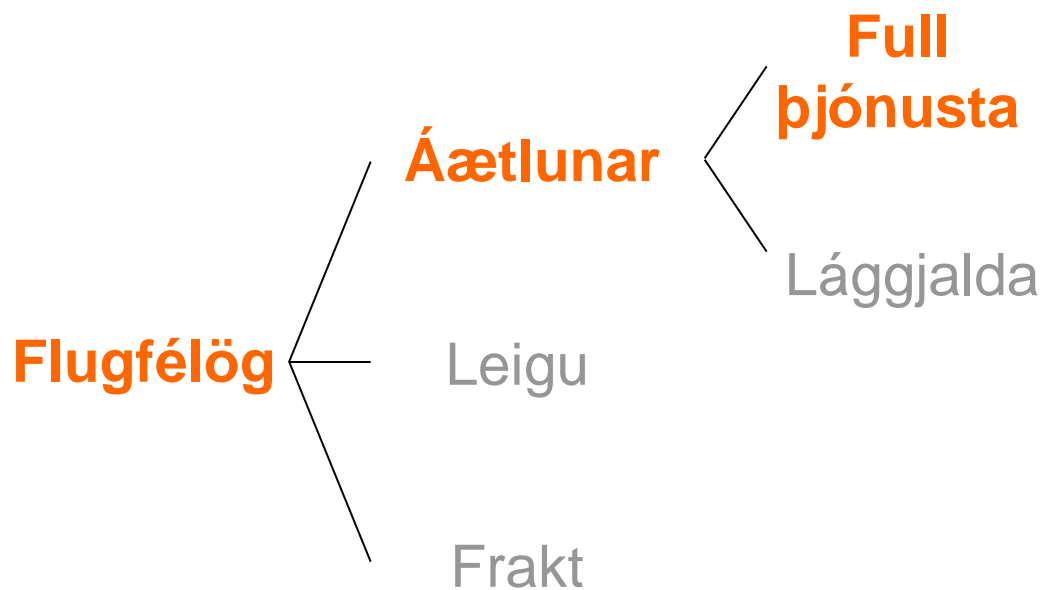 Full
þjónusta
Áætlunar
Lággjalda
Flugfélög
Leigu
Frakt